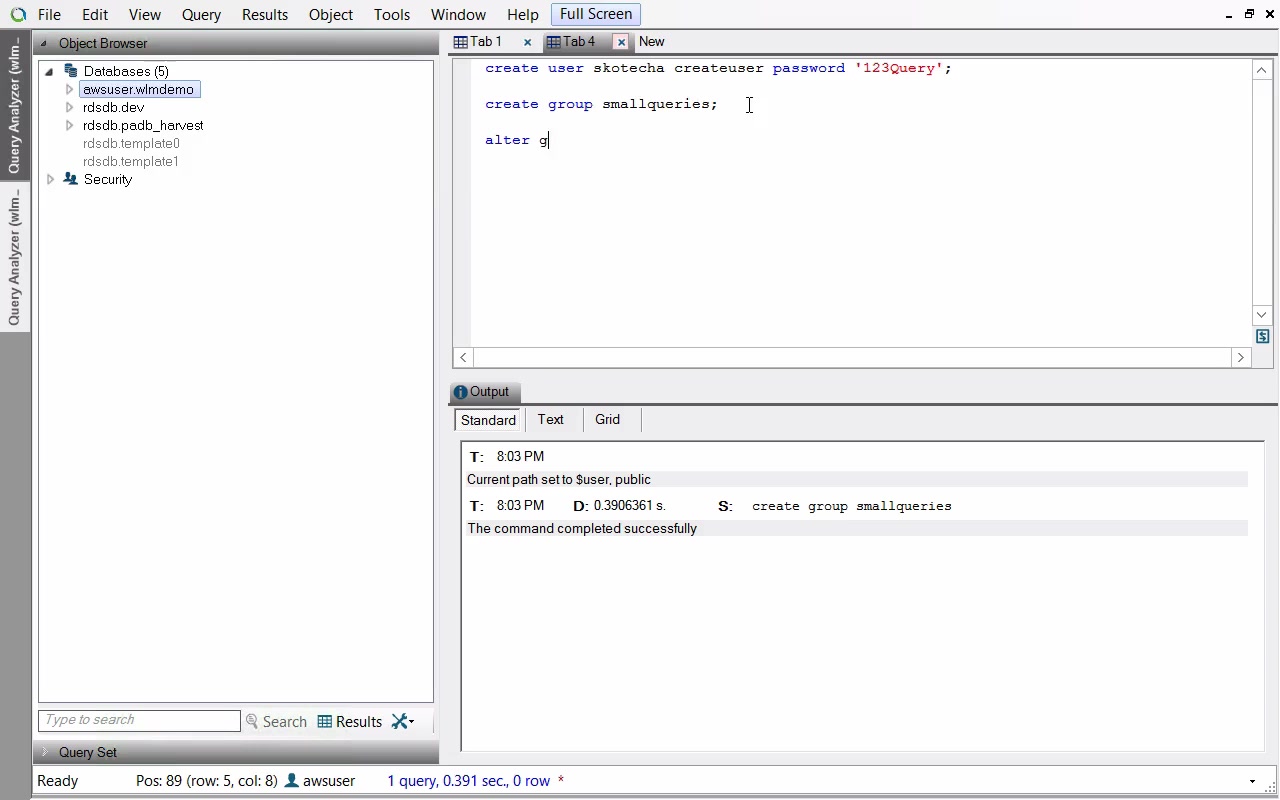 File Edit View Query Results Object Tools Window Help Full Screen
Query Analyzer (wlm...
Query Analyzer (wlm...
Object Browser
Databases (5)
awsuser.wlmdemo
rdsdb.dev
rdsdb.padb_harvest
rdsdb.template0
rdsdb.template1
Security
Type to search Search Results
Query Set
Tab 1 × Tab 4 × New
create user skotecha createuser password '123Query';
create group smallqueries;
alter g
Output
Standard Text Grid
T: 8:03 PM
Current path set to $user, public
T: 8:03 PM D: 0.3906361 s. S: create group smallqueries
The command completed successfully
Ready Pos: 89 (row: 5, col: 8) awsuser 1 query, 0.391 sec., 0 row *